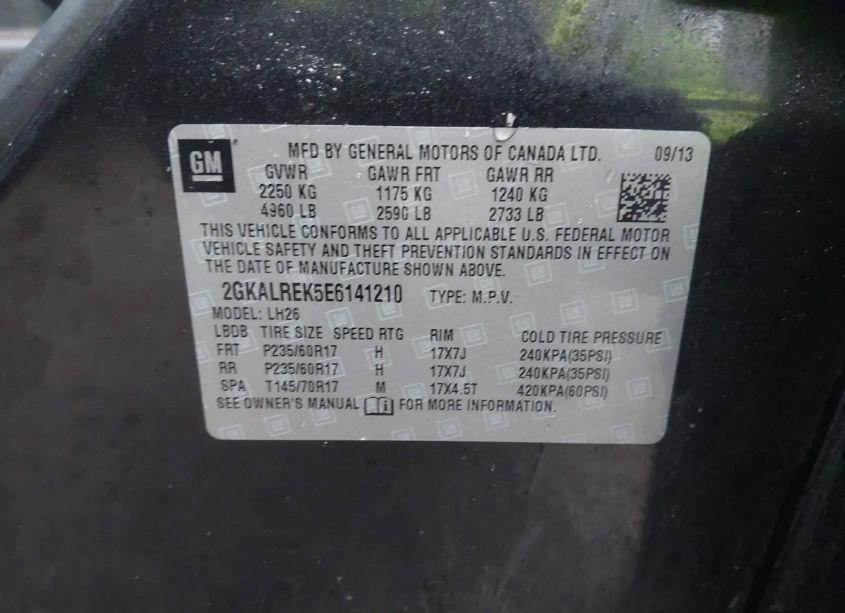 GM
MFD BY GENERAL MOTORS OF CANADA LTD. 09/13
GVWR GAWR FRT GAWR RR
2250 KG 1175 KG 1240 KG
4960 LB 2590 LB 2733 LB
THIS VEHICLE CONFORMS TO ALL APPLICABLE U.S. FEDERAL MOTOR
VEHICLE SAFETY AND THEFT PREVENTION STANDARDS IN EFFECT ON
THE DATE OF MANUFACTURE SHOWN ABOVE.
2GKALREK5E6141210 TYPE: M.P.V.
MODEL: LH26
LBDB TIRE SIZE SPEED RTG RIM COLD TIRE PRESSURE
FRT P235/60R17 H 17X7J 240KPA(35PSI)
RR P235/60R17 H 17X7J 240KPA(35PSI)
SPA T145/70R17 M 17X4.5T 420KPA(60PSI)
SEE OWNER'S MANUAL FOR MORE INFORMATION.